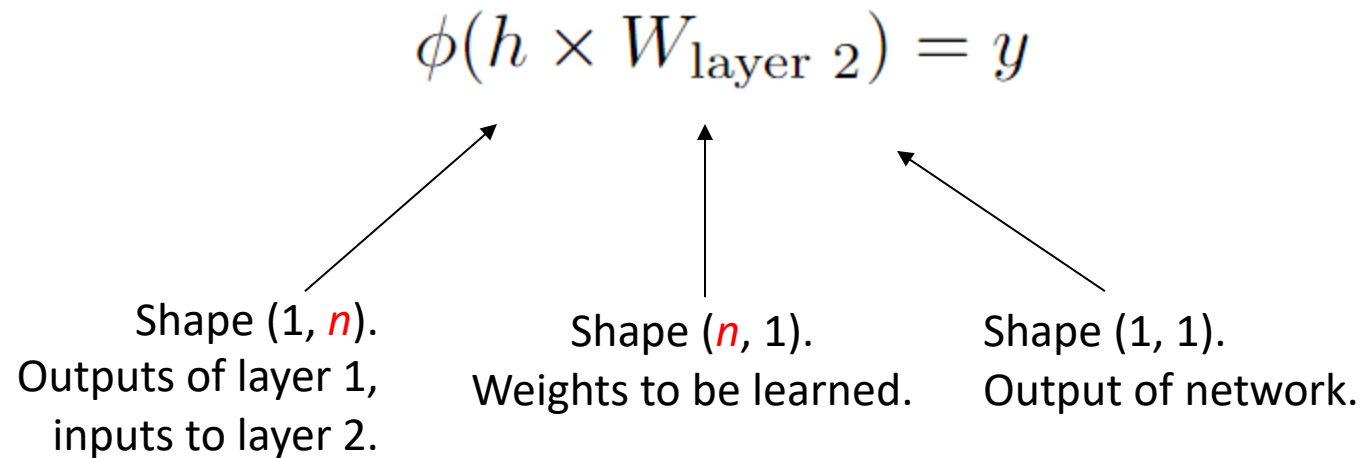 ϕ(h × W_layer 2) = y
Shape (1, n).
Outputs of layer 1,
inputs to layer 2.
Shape (n, 1).
Weights to be learned.
Shape (1, 1).
Output of network.